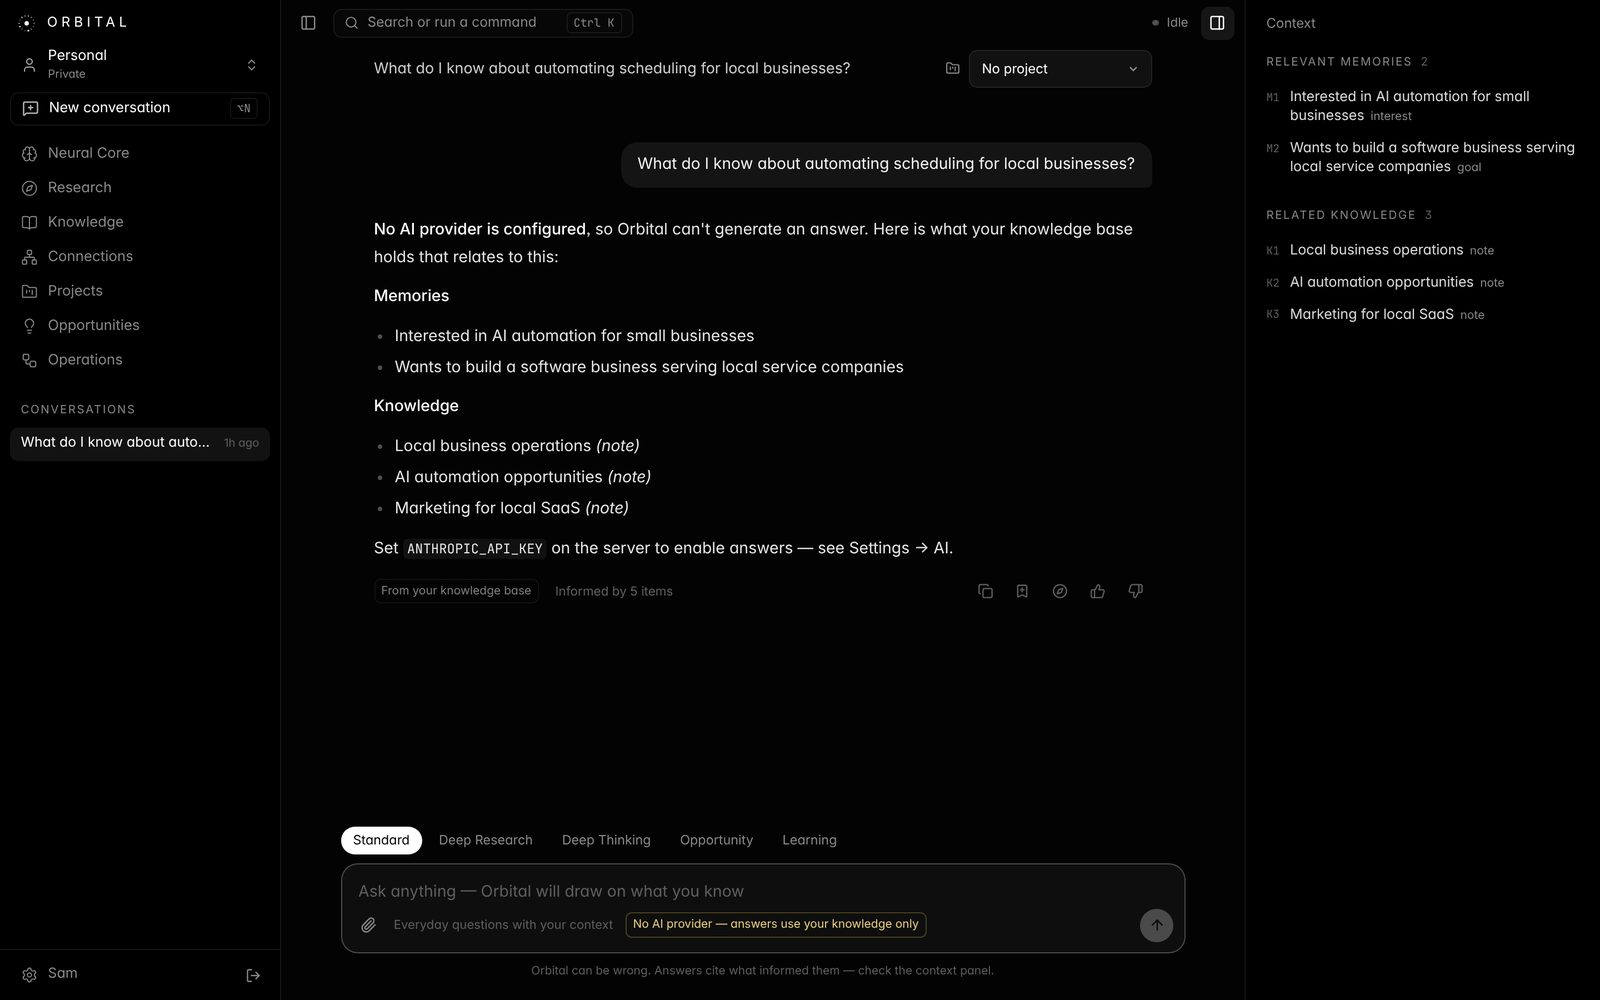 ORBITAL
Personal
Private
New conversation ⌥N
Neural Core
Research
Knowledge
Connections
Projects
Opportunities
Operations
CONVERSATIONS
What do I know about auto... 1h ago
Sam
Search or run a command Ctrl K
Idle
What do I know about automating scheduling for local businesses?
No project
What do I know about automating scheduling for local businesses?
No AI provider is configured, so Orbital can't generate an answer. Here is what your knowledge base
holds that relates to this:
Memories
• Interested in AI automation for small businesses
• Wants to build a software business serving local service companies
Knowledge
• Local business operations (note)
• AI automation opportunities (note)
• Marketing for local SaaS (note)
Set ANTHROPIC_API_KEY on the server to enable answers — see Settings → AI.
From your knowledge base Informed by 5 items
Standard Deep Research Deep Thinking Opportunity Learning
Ask anything — Orbital will draw on what you know
Everyday questions with your context No AI provider — answers use your knowledge only
Orbital can be wrong. Answers cite what informed them — check the context panel.
Context
RELEVANT MEMORIES 2
M1 Interested in AI automation for small
businesses interest
M2 Wants to build a software business serving
local service companies goal
RELATED KNOWLEDGE 3
K1 Local business operations note
K2 AI automation opportunities note
K3 Marketing for local SaaS note